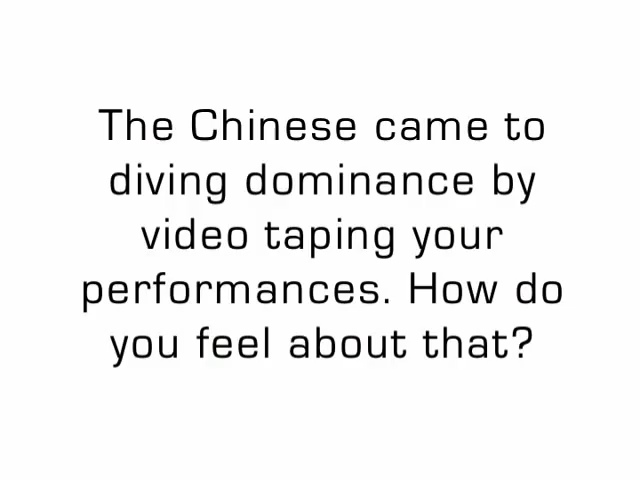 The Chinese came to
diving dominance by
video taping your
performances. How do
you feel about that?